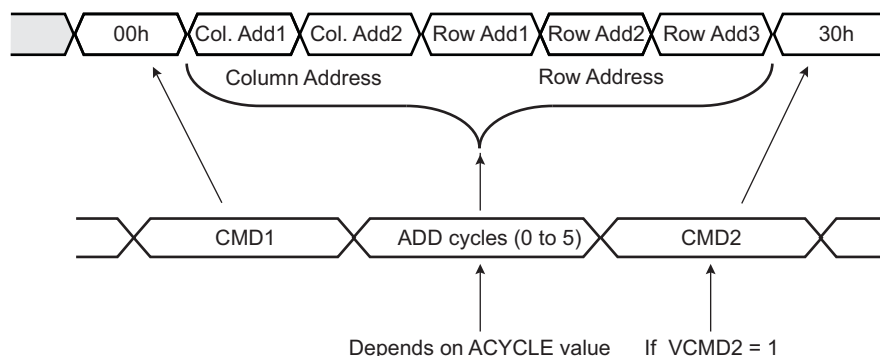 00h Col. Add1 Col. Add2 Row Add1 Row Add2 Row Add3 30h
Column Address Row Address
CMD1 ADD cycles (0 to 5) CMD2
Depends on ACYCLE value If VCMD2 = 1